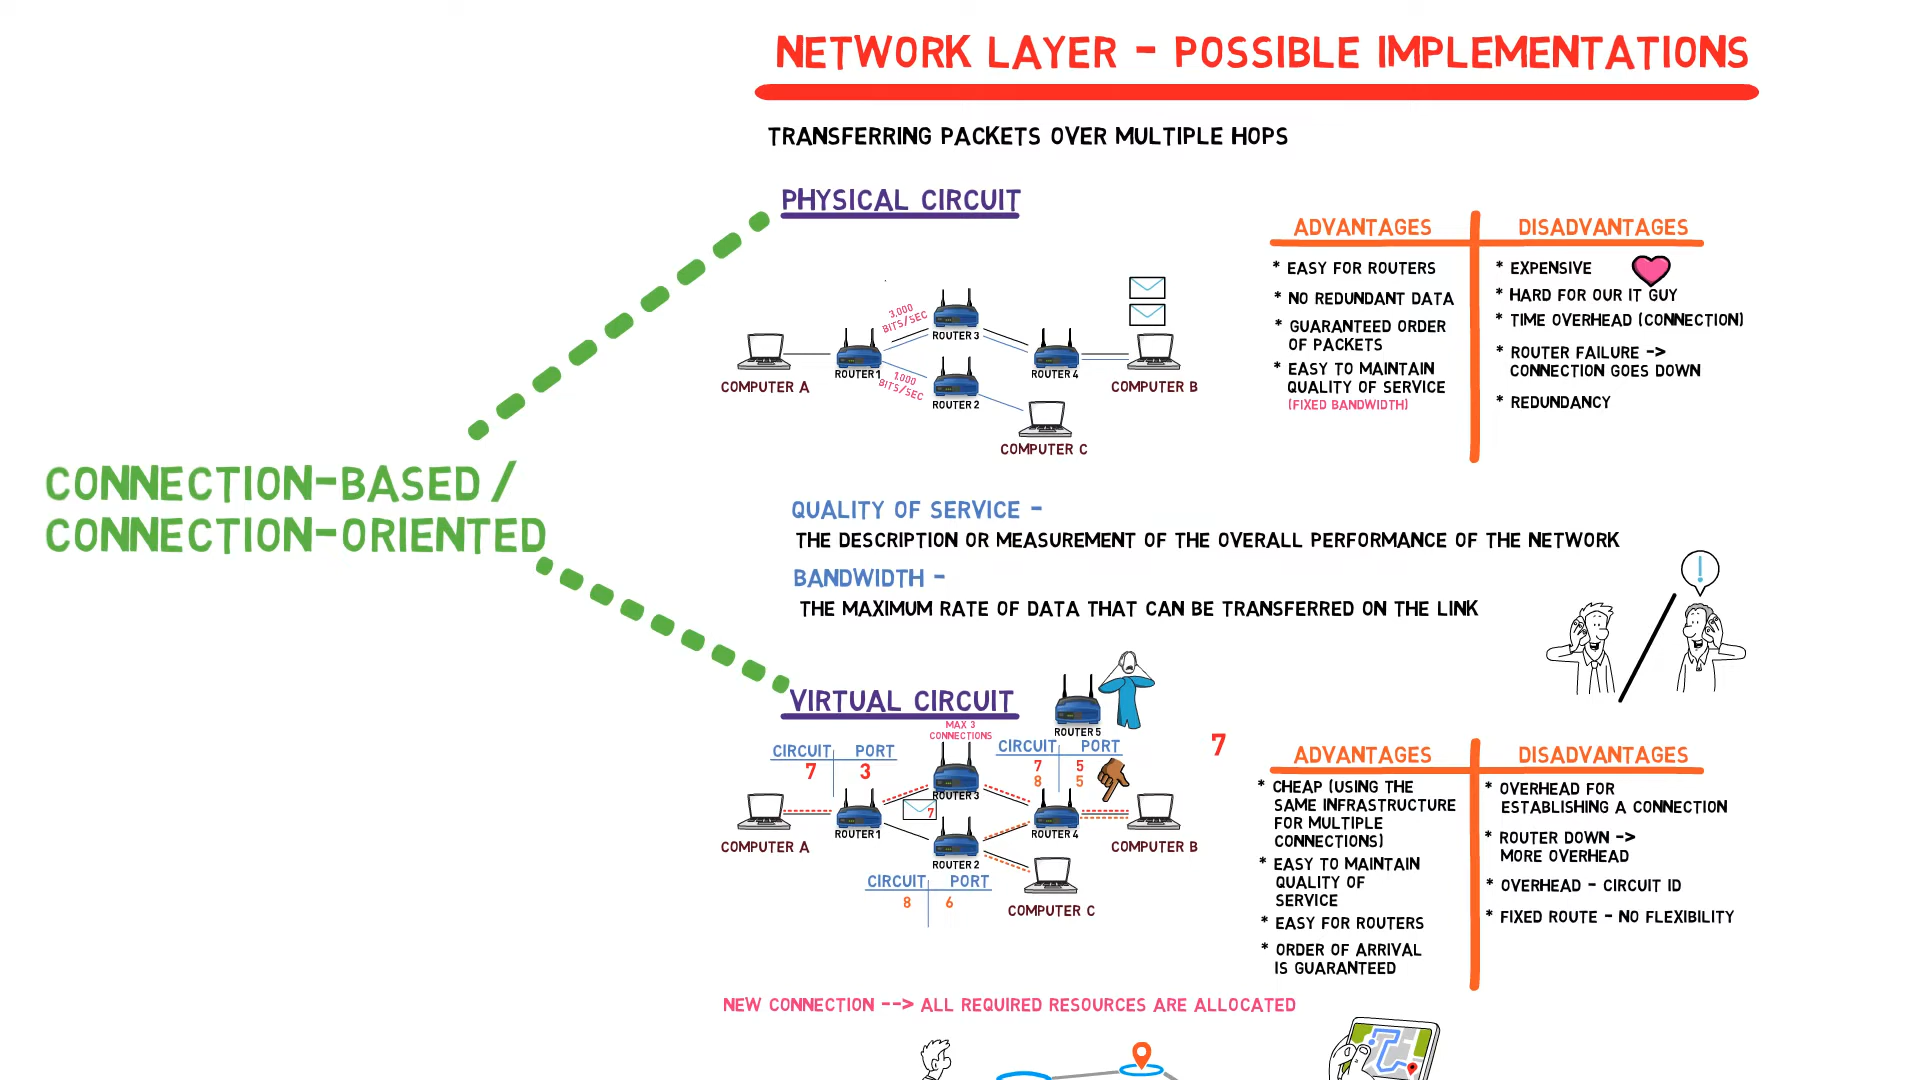 NETWORK LAYER - POSSIBLE IMPLEMENTATIONS
TRANSFERRING PACKETS OVER MULTIPLE HOPS
PHYSICAL CIRCUIT
3,000
BITS/SEC
ROUTER 3
COMPUTER A
ROUTER 1
1,000
BITS/SEC
ROUTER 2
ROUTER 4
COMPUTER B
COMPUTER C
ADVANTAGES
* EASY FOR ROUTERS
* NO REDUNDANT DATA
* GUARANTEED ORDER
OF PACKETS
* EASY TO MAINTAIN
QUALITY OF SERVICE
(FIXED BANDWIDTH)
DISADVANTAGES
* EXPENSIVE
* HARD FOR OUR IT GUY
* TIME OVERHEAD (CONNECTION)
* ROUTER FAILURE ->
CONNECTION GOES DOWN
* REDUNDANCY
CONNECTION-BASED /
CONNECTION-ORIENTED
QUALITY OF SERVICE -
THE DESCRIPTION OR MEASUREMENT OF THE OVERALL PERFORMANCE OF THE NETWORK
BANDWIDTH -
THE MAXIMUM RATE OF DATA THAT CAN BE TRANSFERRED ON THE LINK
!
VIRTUAL CIRCUIT
MAX 3
CONNECTIONS
ROUTER 5
CIRCUIT PORT
7 3
CIRCUIT PORT
7 5
8 5
7
ROUTER 3
7
COMPUTER A
ROUTER 1
ROUTER 2
ROUTER 4
COMPUTER B
CIRCUIT PORT
8 6
COMPUTER C
ADVANTAGES
* CHEAP (USING THE
SAME INFRASTRUCTURE
FOR MULTIPLE
CONNECTIONS)
* EASY TO MAINTAIN
QUALITY OF
SERVICE
* EASY FOR ROUTERS
* ORDER OF ARRIVAL
IS GUARANTEED
DISADVANTAGES
* OVERHEAD FOR
ESTABLISHING A CONNECTION
* ROUTER DOWN ->
MORE OVERHEAD
* OVERHEAD - CIRCUIT ID
* FIXED ROUTE - NO FLEXIBILITY
NEW CONNECTION --> ALL REQUIRED RESOURCES ARE ALLOCATED